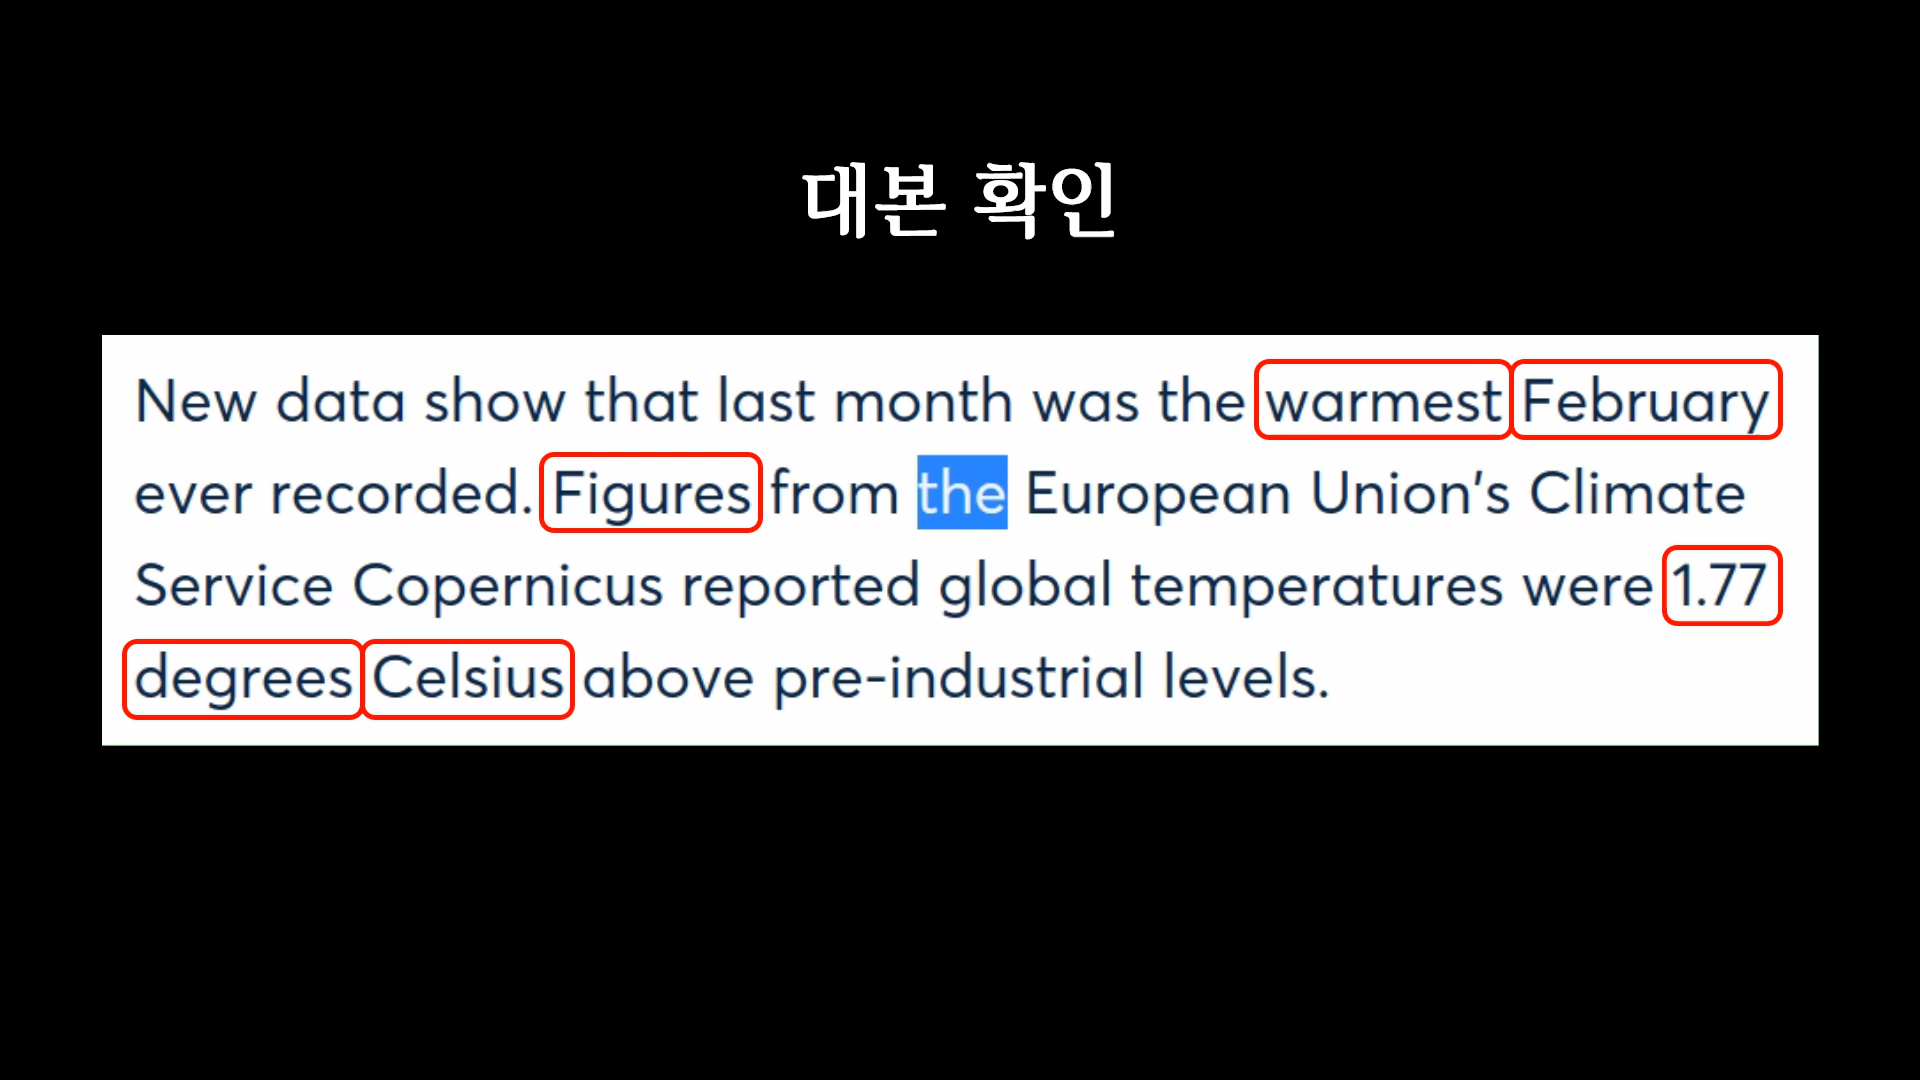 대본 확인
New data show that last month was the warmest February
ever recorded. Figures from the European Union's Climate
Service Copernicus reported global temperatures were 1.77
degrees Celsius above pre-industrial levels.